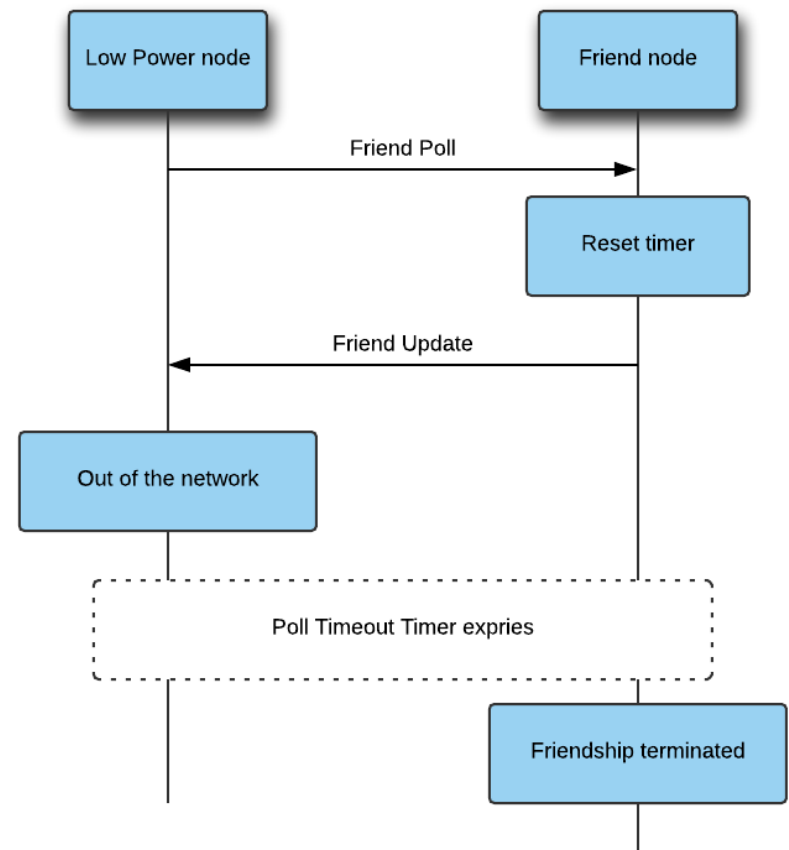 Low Power node
Friend node
Friend Poll
Reset timer
Friend Update
Out of the network
Poll Timeout Timer expries
Friendship terminated